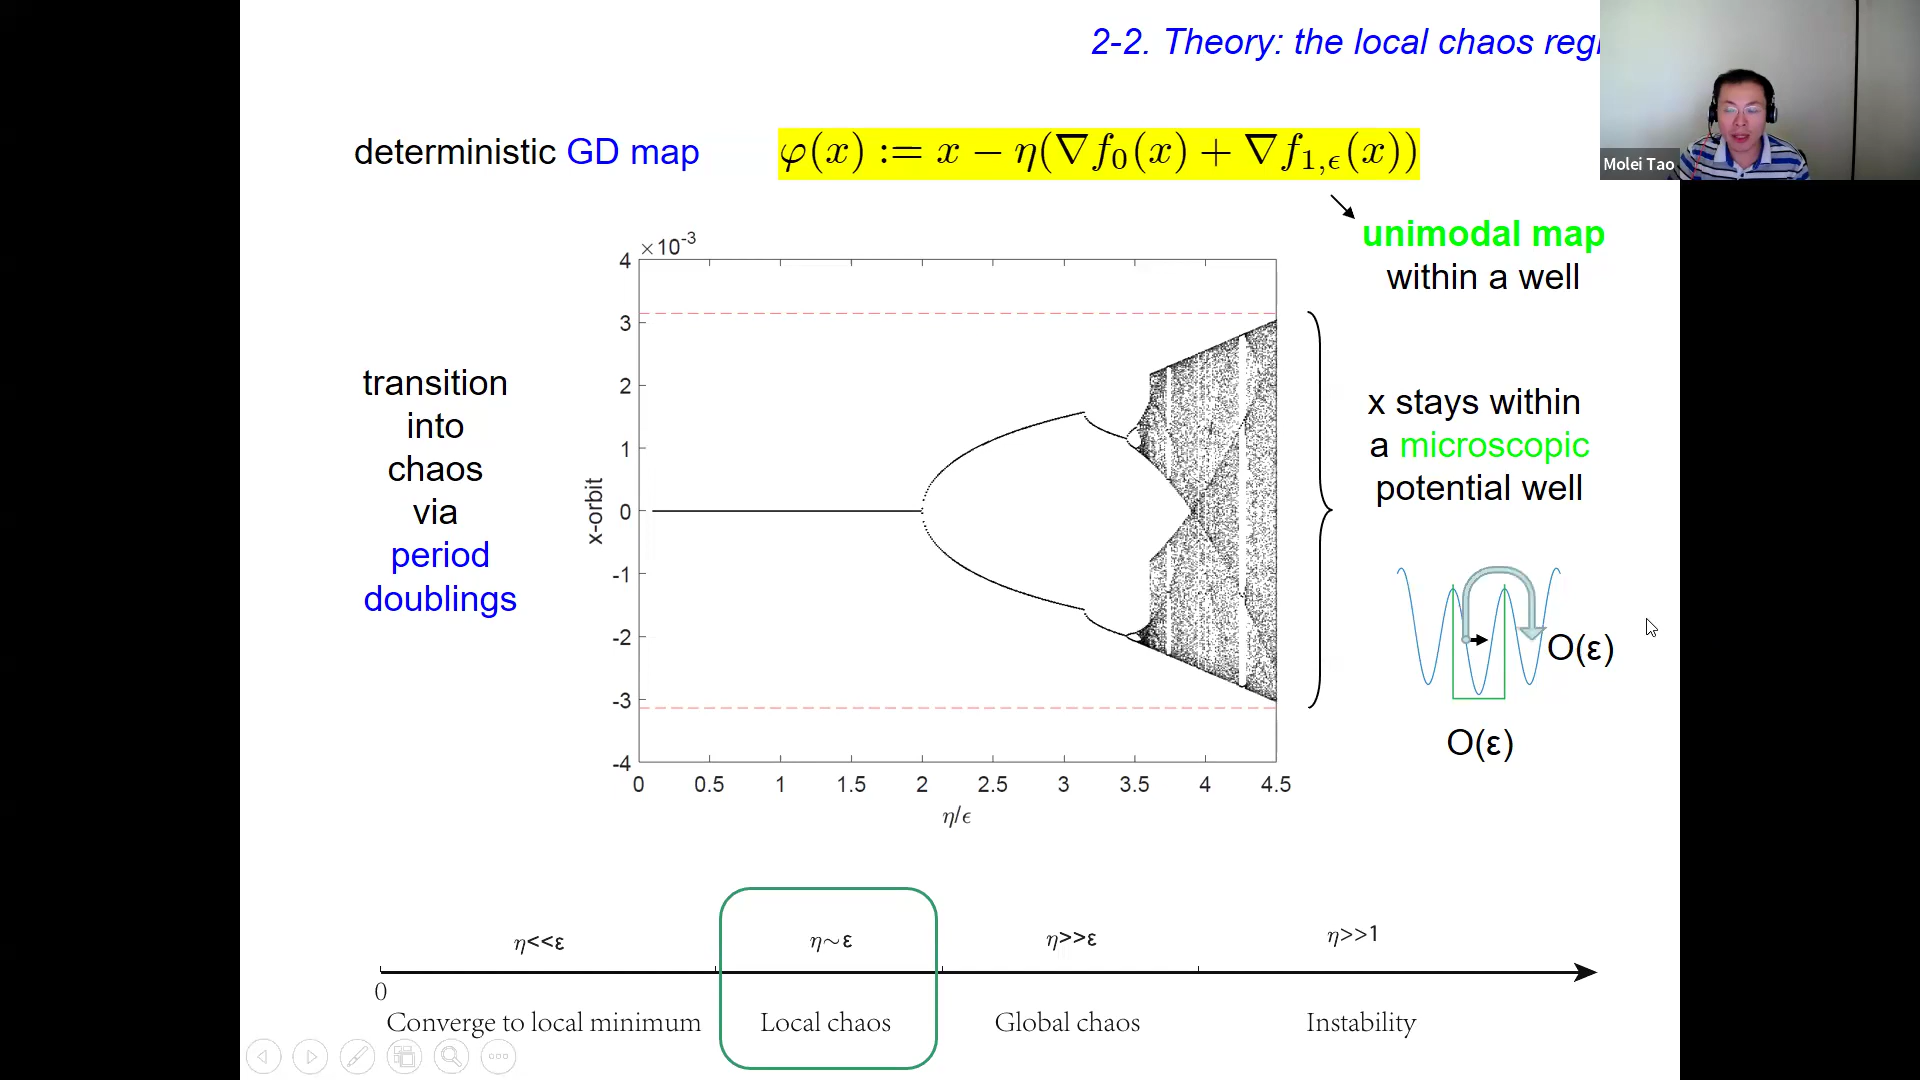 2-2. Theory: the local chaos regi
Molei Tao
deterministic GD map
φ(x) := x − η(∇f₀(x) + ∇f₁,ϵ(x))
unimodal map
within a well
transition
into
chaos
via
period
doublings
×10⁻³
4
3
2
1
0
-1
-2
-3
-4
x-orbit
0 0.5 1 1.5 2 2.5 3 3.5 4 4.5
η/ϵ
x stays within
a microscopic
potential well
O(ε)
O(ε)
η<<ε η~ε η>>ε η>>1
0
Converge to local minimum Local chaos Global chaos Instability